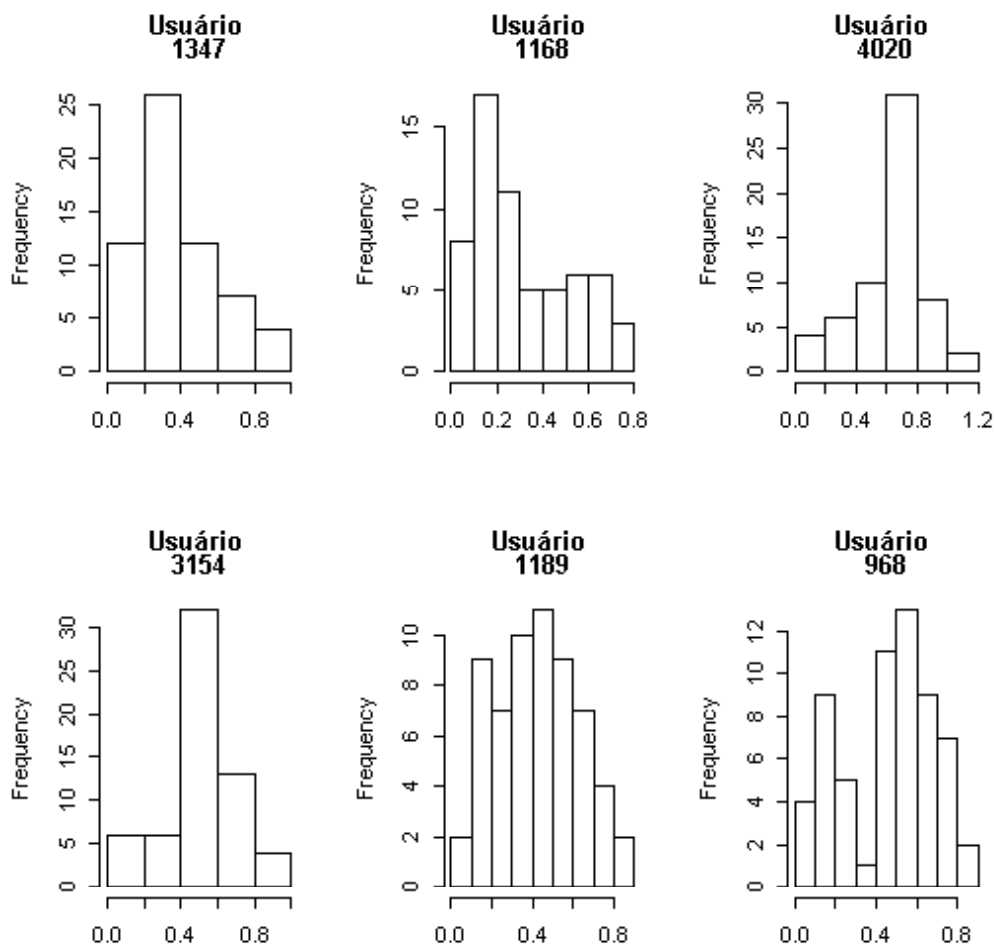 Usuário
1347
Usuário
1168
Usuário
4020
Frequency
0 5 10 15 20 25
0.0 0.4 0.8
Frequency
0 5 10 15
0.0 0.2 0.4 0.6 0.8
Frequency
0 5 10 15 20 25 30
0.0 0.4 0.8 1.2
Usuário
3154
Usuário
1189
Usuário
968
Frequency
0 5 10 15 20 25 30
0.0 0.4 0.8
Frequency
0 2 4 6 8 10
0.0 0.4 0.8
Frequency
0 2 4 6 8 10 12
0.0 0.4 0.8